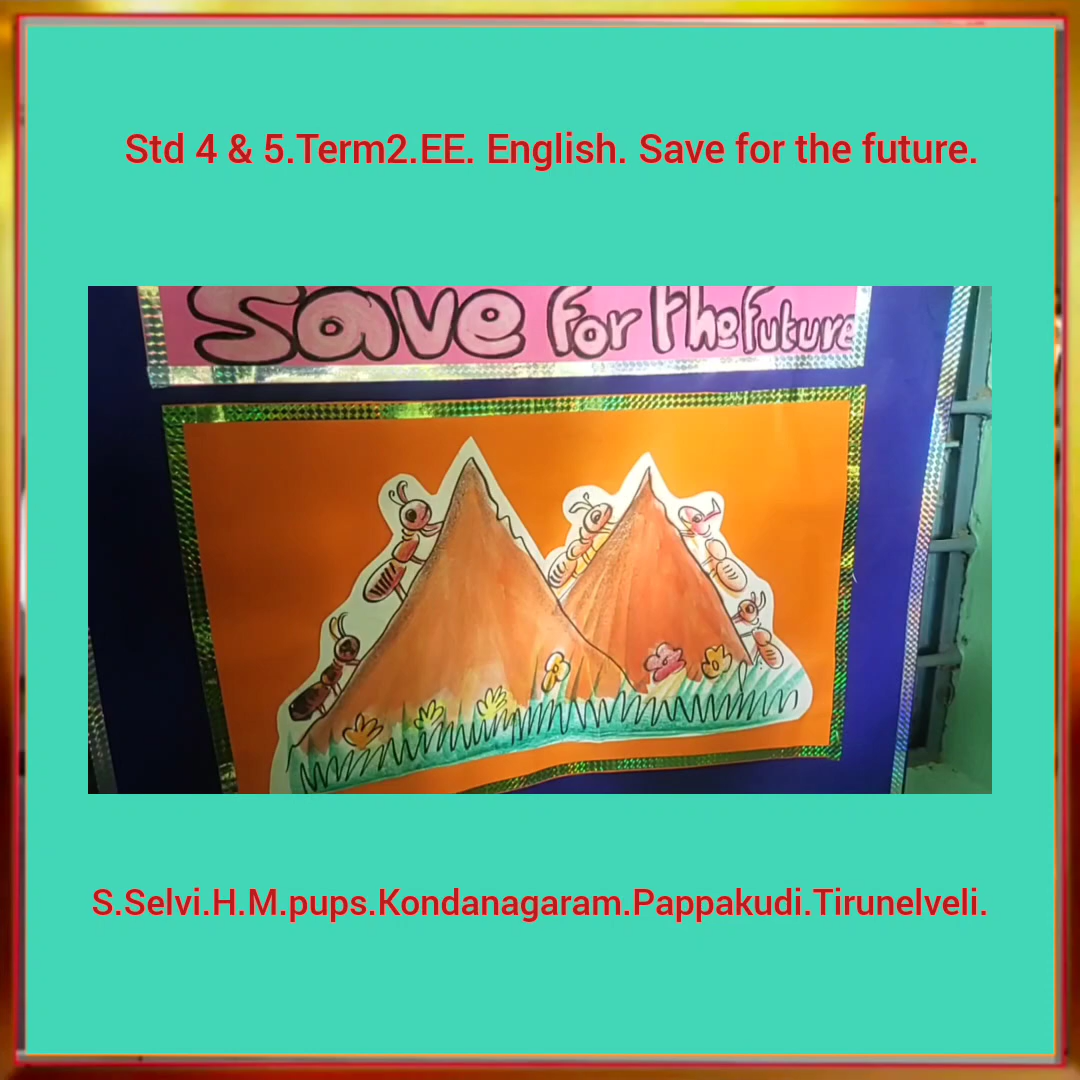 Std 4 & 5.Term2.EE. English. Save for the future.
Save For the Future
S.Selvi.H.M.pups.Kondanagaram.Pappakudi.Tirunelveli.